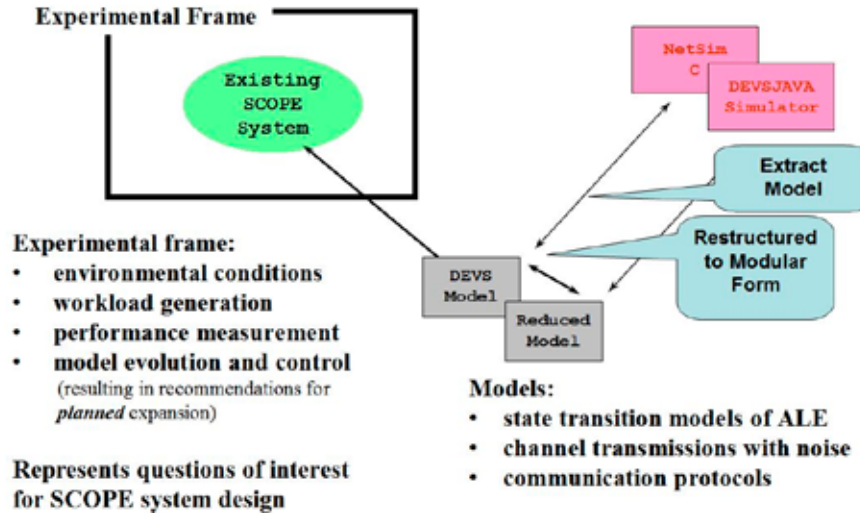 Experimental Frame
Existing
SCOPE
System
NetSim
C
DEVSJAVA
Simulator
Extract
Model
Restructured
to Modular
Form
DEVS
Model
Reduced
Model
Experimental frame:
• environmental conditions
• workload generation
• performance measurement
• model evolution and control
(resulting in recommendations for
planned expansion)
Represents questions of interest
for SCOPE system design
Models:
• state transition models of ALE
• channel transmissions with noise
• communication protocols